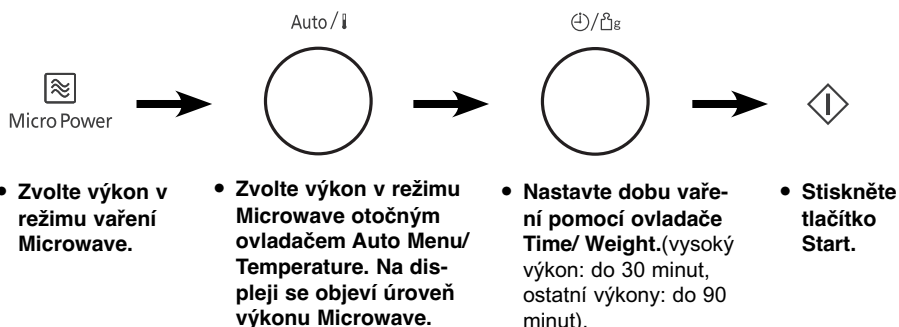 Auto /
/ g
Micro Power
• Zvolte výkon v
režimu vaření
Microwave.
• Zvolte výkon v režimu
Microwave otočným
ovladačem Auto Menu/
Temperature. Na dis-
pleji se objeví úroveň
výkonu Microwave.
• Nastavte dobu vaře-
ní pomocí ovladače
Time/ Weight.(vysoký
výkon: do 30 minut,
ostatní výkony: do 90
minut).
• Stiskněte
tlačítko
Start.